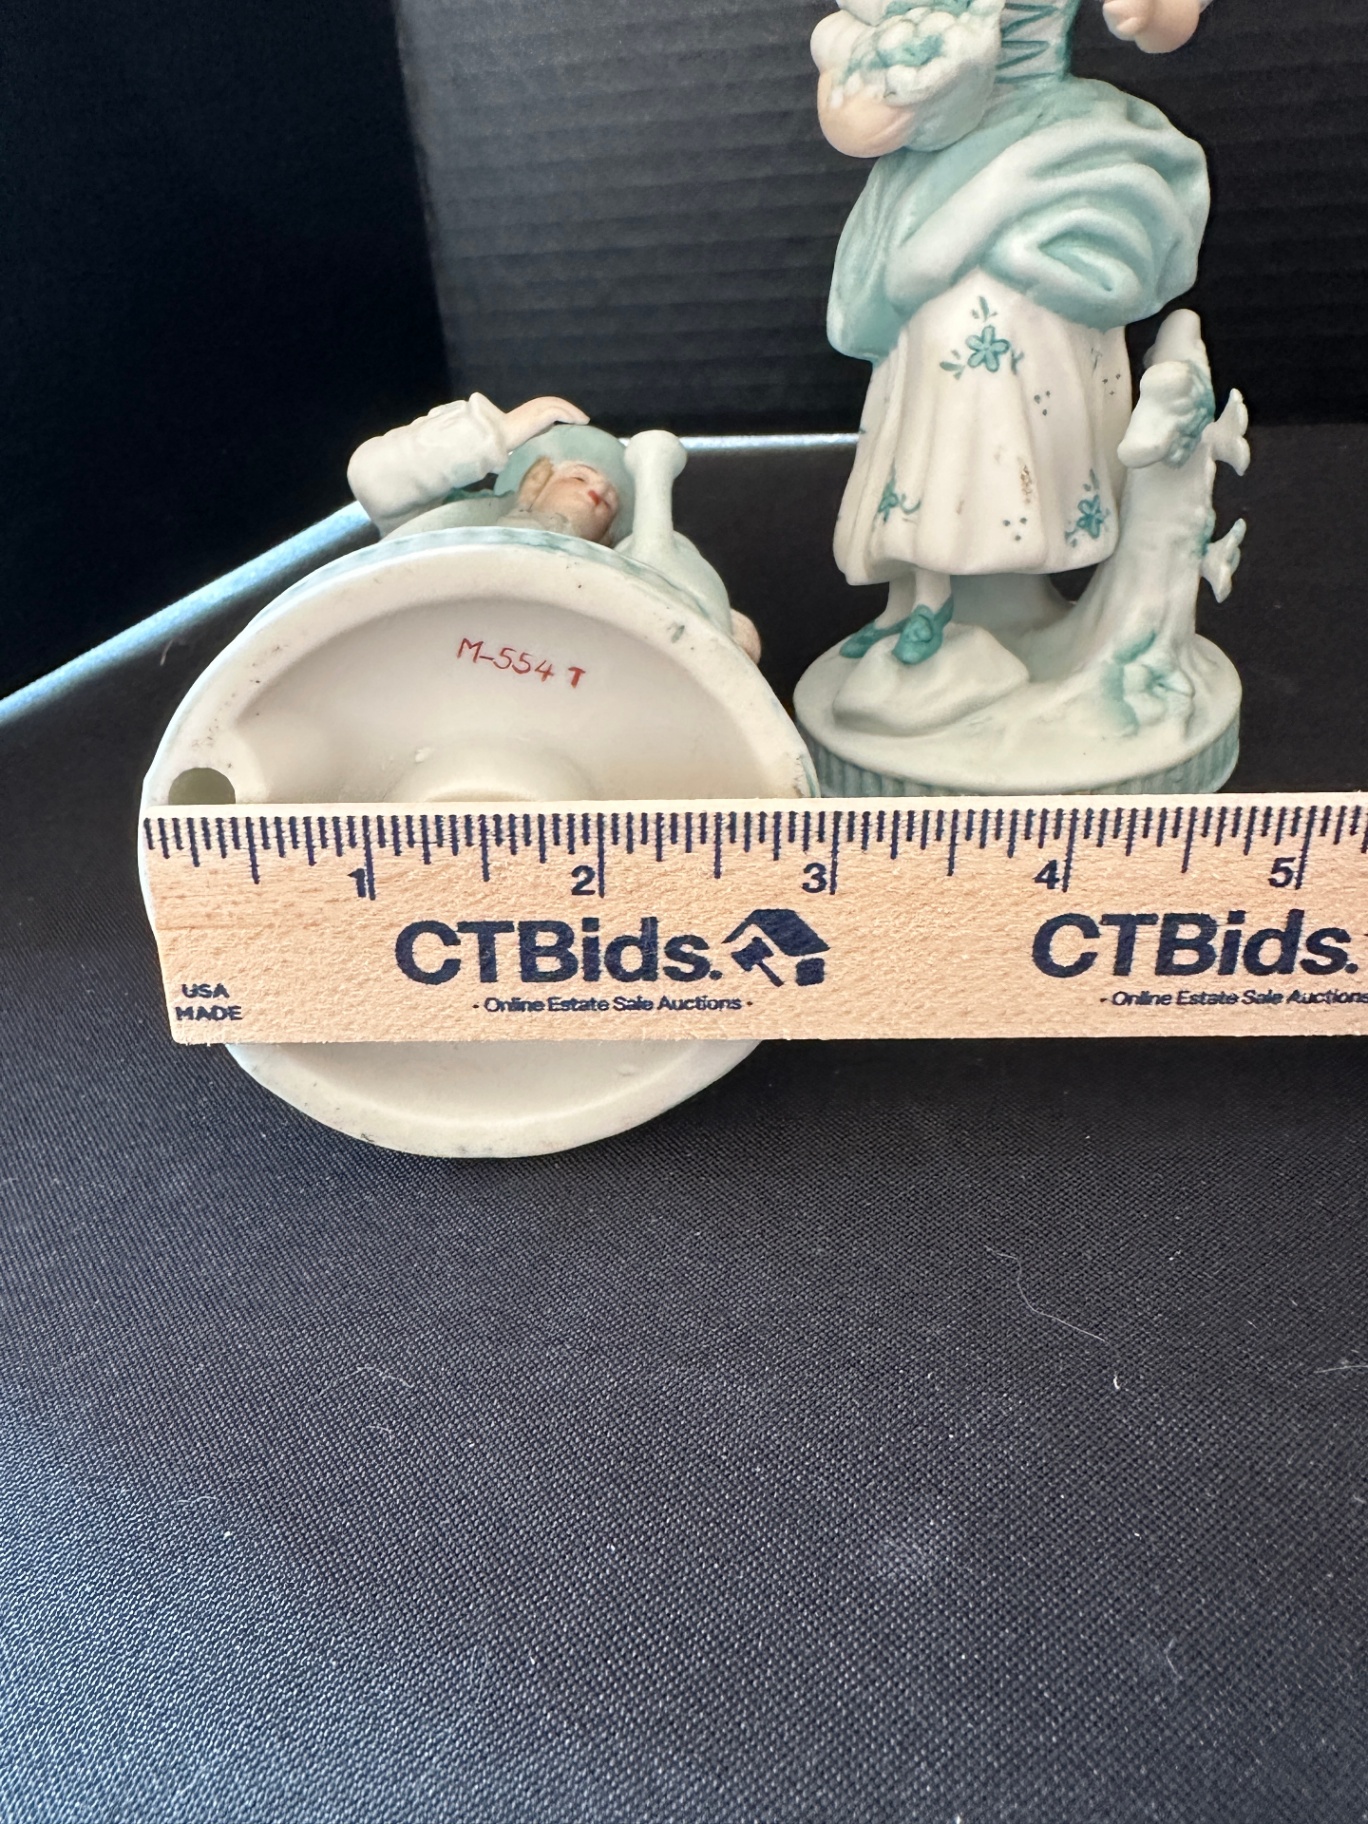 M-554 T
1 2 3 4 5
CTBids. CTBids.
- Online Estate Sale Auctions - - Online Estate Sale Auctions
USA
MADE